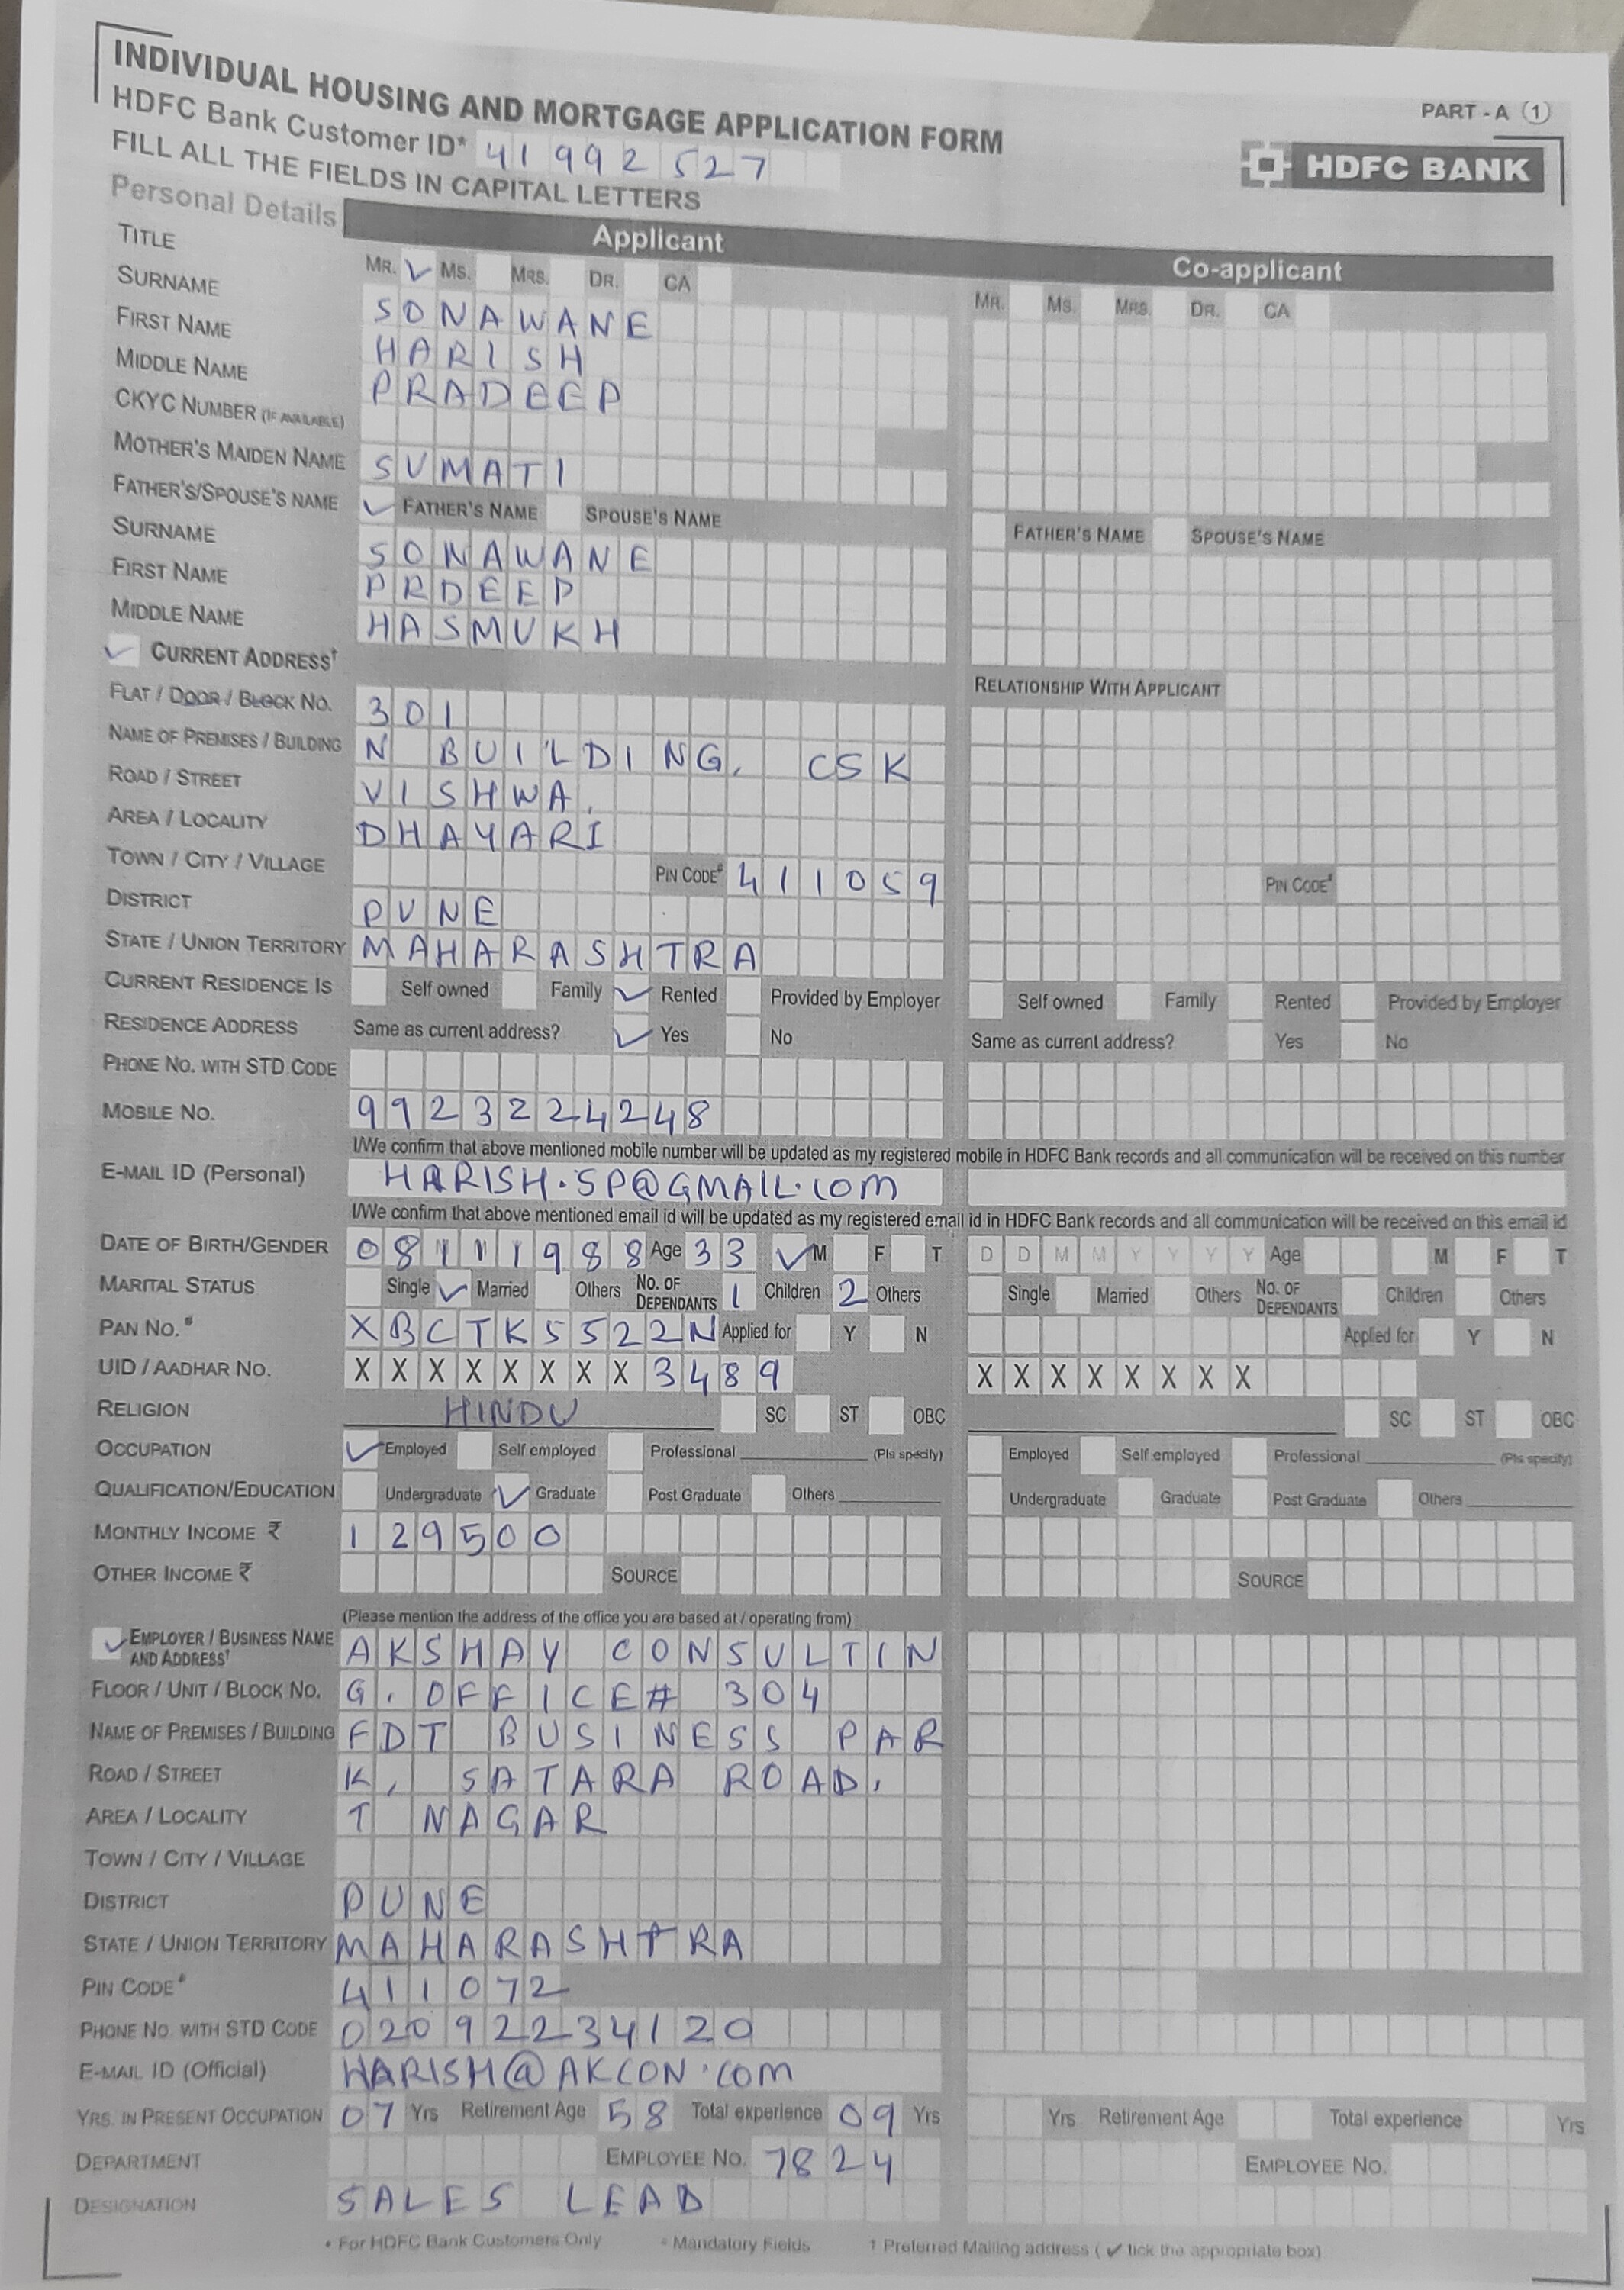 INDIVIDUAL HOUSING AND MORTGAGE APPLICATION FORM
PART - A (1)
HDFC Bank Customer ID* 41992527
HDFC BANK
FILL ALL THE FIELDS IN CAPITAL LETTERS
Personal Details Applicant Co-applicant
TITLE MR. ✓ MS. MRS. DR. CA MR. MS. MRS. DR. CA
SURNAME SONAWANE
FIRST NAME HARISH
MIDDLE NAME PRADEEP
CKYC NUMBER (IF AVAILABLE)
MOTHER'S MAIDEN NAME SUMATI
FATHER'S/SPOUSE'S NAME ✓ FATHER'S NAME SPOUSE'S NAME FATHER'S NAME SPOUSE'S NAME
SURNAME SONAWANE
FIRST NAME PRDEEP
MIDDLE NAME HASMUKH
✓ CURRENT ADDRESS† RELATIONSHIP WITH APPLICANT
FLAT / DOOR / BLOCK NO. 301
NAME OF PREMISES / BUILDING N BUILDING, CSK
ROAD / STREET VISHWA,
AREA / LOCALITY DHAYARI
TOWN / CITY / VILLAGE PIN CODE# 411059 PIN CODE#
DISTRICT PUNE
STATE / UNION TERRITORY MAHARASHTRA
CURRENT RESIDENCE IS Self owned Family ✓ Rented Provided by Employer Self owned Family Rented Provided by Employer
RESIDENCE ADDRESS Same as current address? ✓ Yes No Same as current address? Yes No
PHONE NO. WITH STD CODE
MOBILE NO. 9923224248
I/We confirm that above mentioned mobile number will be updated as my registered mobile in HDFC Bank records and all communication will be received on this number
E-MAIL ID (Personal) HARISH.SP@GMAIL.COM
I/We confirm that above mentioned email id will be updated as my registered email id in HDFC Bank records and all communication will be received on this email id
DATE OF BIRTH/GENDER 08111988 Age 33 ✓ M F T D D M M Y Y Y Y Age M F T
MARITAL STATUS Single ✓ Married Others NO. OF DEPENDANTS 1 Children 2 Others Single Married Others NO. OF DEPENDANTS Children Others
PAN NO.# XBCTK5522N Applied for Y N Applied for Y N
UID / AADHAR NO. X X X X X X X X 3489 X X X X X X X X
RELIGION HINDU SC ST OBC SC ST OBC
OCCUPATION ✓ Employed Self employed Professional (Pls specify) Employed Self employed Professional (Pls specify)
QUALIFICATION/EDUCATION Undergraduate ✓ Graduate Post Graduate Others Undergraduate Graduate Post Graduate Others
MONTHLY INCOME ₹ 129500
OTHER INCOME ₹ SOURCE SOURCE
(Please mention the address of the office you are based at / operating from)
✓ EMPLOYER / BUSINESS NAME AND ADDRESS† AKSHAY CONSULTIN
FLOOR / UNIT / BLOCK NO. G. OFFICE# 304
NAME OF PREMISES / BUILDING FDT BUSINESS PAR
ROAD / STREET K, SATARA ROAD,
AREA / LOCALITY T NAGAR
TOWN / CITY / VILLAGE
DISTRICT PUNE
STATE / UNION TERRITORY MAHARASHTRA
PIN CODE# 411072
PHONE NO. WITH STD CODE 02092234120
E-MAIL ID (Official) HARISH@AKCON.COM
YRS. IN PRESENT OCCUPATION 07 Yrs Retirement Age 58 Total experience 09 Yrs Yrs Retirement Age Total experience Yrs
DEPARTMENT EMPLOYEE NO. 7824 EMPLOYEE NO.
DESIGNATION SALES LEAD
* For HDFC Bank Customers Only # Mandatory Fields † Preferred Mailing address ( ✓ tick the appropriate box)